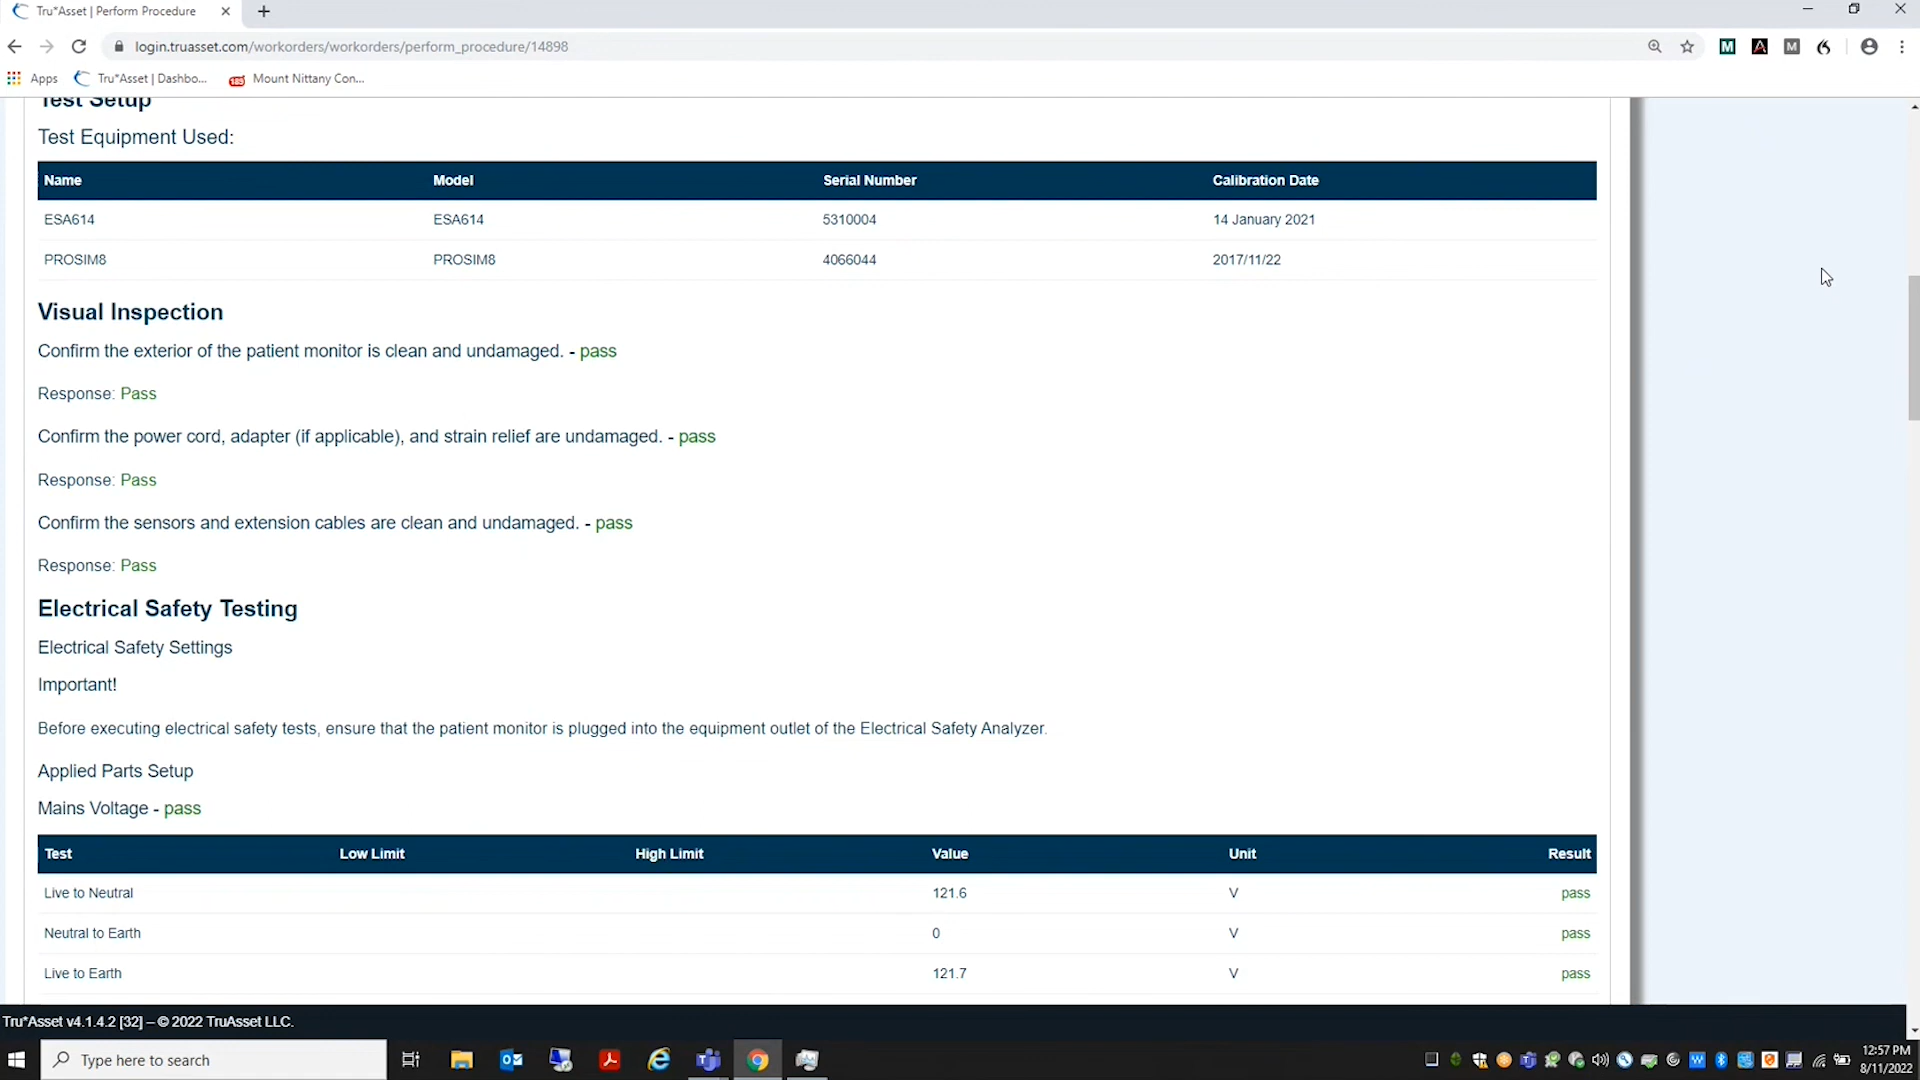 Tru*Asset | Perform Procedure
login.truasset.com/workorders/workorders/perform_procedure/14898
Apps Tru*Asset | Dashbo... Mount Nittany Con...
Test Setup
Test Equipment Used:
Name Model Serial Number Calibration Date
ESA614 ESA614 5310004 14 January 2021
PROSIM8 PROSIM8 4066044 2017/11/22
Visual Inspection
Confirm the exterior of the patient monitor is clean and undamaged. - pass
Response: Pass
Confirm the power cord, adapter (if applicable), and strain relief are undamaged. - pass
Response: Pass
Confirm the sensors and extension cables are clean and undamaged. - pass
Response: Pass
Electrical Safety Testing
Electrical Safety Settings
Important!
Before executing electrical safety tests, ensure that the patient monitor is plugged into the equipment outlet of the Electrical Safety Analyzer.
Applied Parts Setup
Mains Voltage - pass
Test Low Limit High Limit Value Unit Result
Live to Neutral 121.6 V pass
Neutral to Earth 0 V pass
Live to Earth 121.7 V pass
Tru*Asset v4.1.4.2 [32] – © 2022 TruAsset LLC.
Type here to search
12:57 PM
8/11/2022